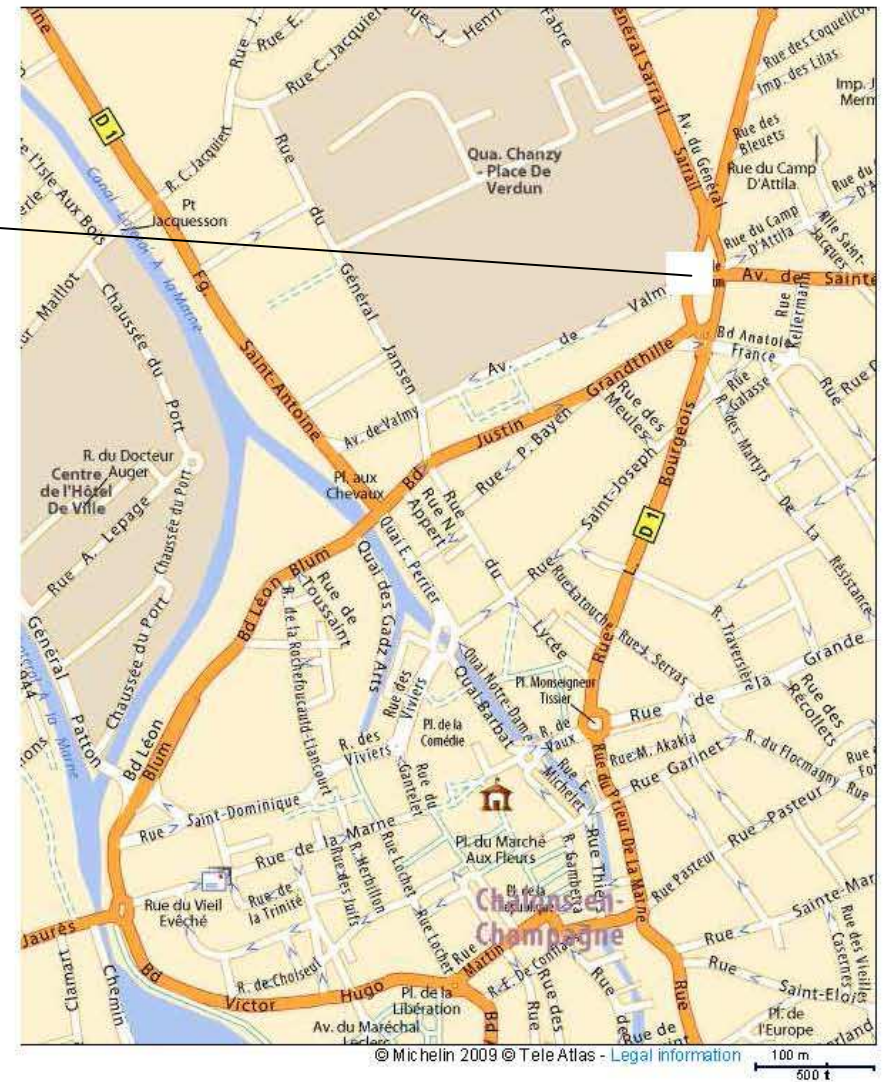 Rue J.
Rue E.
Rue C. Jacquiert
Rue J.
Henri
Fabre
Général Sarrail
Rue des Coquelicots
Imp. des Lilas
Imp. J
Merm
D 1
R. C. Jacquiert
Rue du Général Jansen
Qua. Chanzy
- Place De
Verdun
Av. du Général
Sarrail
Rue des
Bleuets
Rue du Camp
D'Attila
Rue du Camp
D'Attila
Allée Saint-
Jacques
Canal Latéral À la Marne
l'Isle Aux Bois
Pt
Jacquesson
Fg. Saint-Antoine
Maillot
Chaussée du Port
Av. de Valm
Av. de Sainte
Rue
Kellermann
Bd Anatole
France
Rue
Galasse
Rue
R. des Martyrs De La Résistance
Av. de Valmy
Bd Justin Grandthille
Rue P. Bayen
Rue des
Meules
Rue Saint-Joseph
Rue Bourgeois
D 1
R. du Docteur
Auger
Centre
de l'Hôtel
De Ville
Rue A. Lepage
Chaussée du Port
Chaussée du Port
Pl. aux
Chevaux
Rue N.
Appert
Rue du Lycée
Quai E. Perrier
Quai des Gadz Arts
Bd Léon Blum
Rue de
Toussaint
R. de la Rochefoucauld-Liancourt
Rue Latouche
Rue J. Servas
R. Traversière
Rue de la Grande
Rue des
Récollets
Général Patton
Bd Léon
Blum
Rue des
Viviers
R. des
Viviers
Pl. de la
Comédie
Quai Notre-Dame
Quai Barbat
Pl. Monseigneur
Tissier
R. de
Vaux
Rue E.
Michelet
Rue M. Akakia
Rue Garinet
R. du Flocmagny
Rue du Prieur De La Marne
Rue du
Gantelet
Rue Saint-Dominique
Rue de la Marne
Pl. du Marché
Aux Fleurs
R. Gambetta
Rue Thiers
Rue Pasteur
Rue Pasteur
Rue du Vieil
Evêché
Rue de
la Trinité
Rue des Juifs
R. Herbillon
Rue Lochet
Rue Lochet
Châlons-en-
Champagne
Rue Sainte-Mar
Rue des Vieilles
Casernes
Jaurès
Clamart
Chemin
Bd Victor Hugo
R. de Choiseul
Rue Martin
R. E. De Conflans
Pl. de la
Libération
Av. du Maréchal
Leclerc
Rue des
Rue de
Rue
Rue Saint-Eloi
Pl. de
l'Europe
© Michelin 2009 © Tele Atlas - Legal information
100 m
500 t